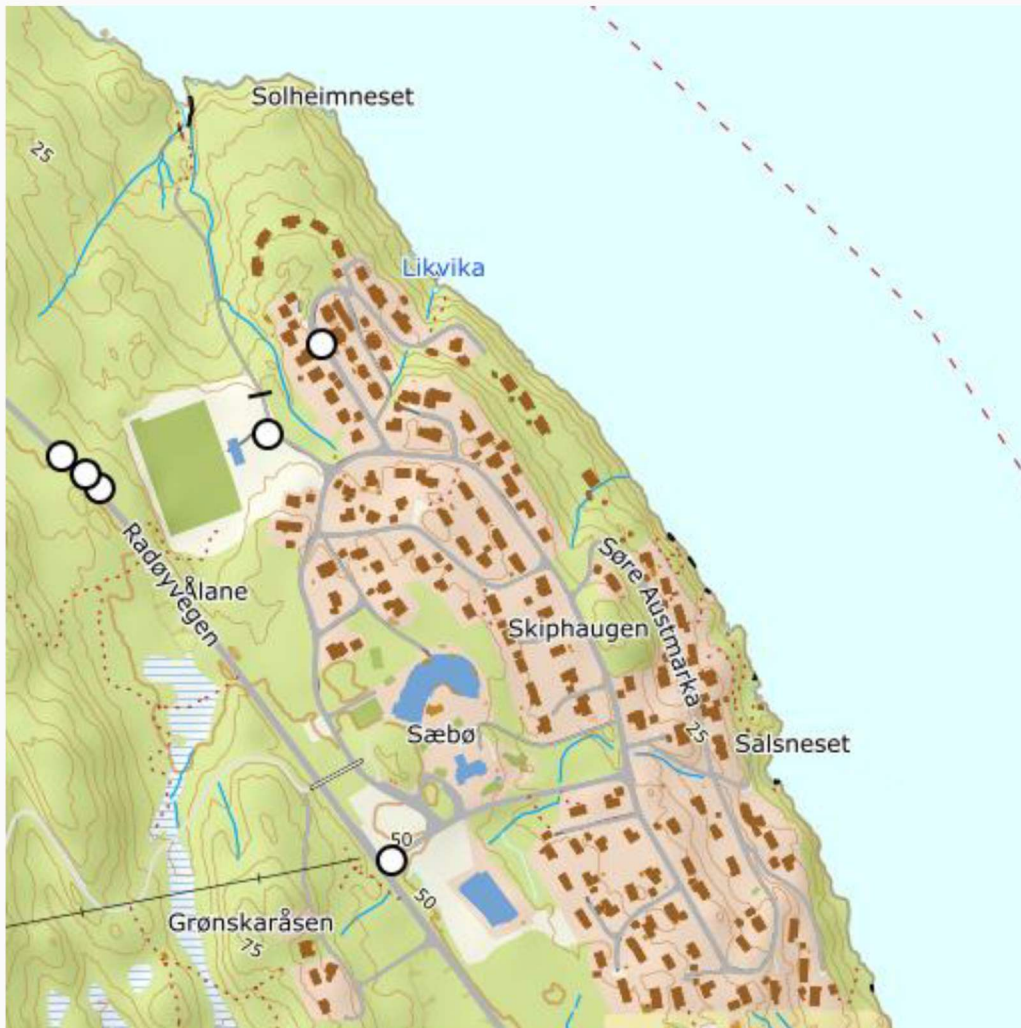 Solheimneset
25
Likvika
Radøyvegen
Ålane
Søre Austmarka
Skiphaugen
25
Sæbø
Salsneset
50
50
Grønskaråsen
75